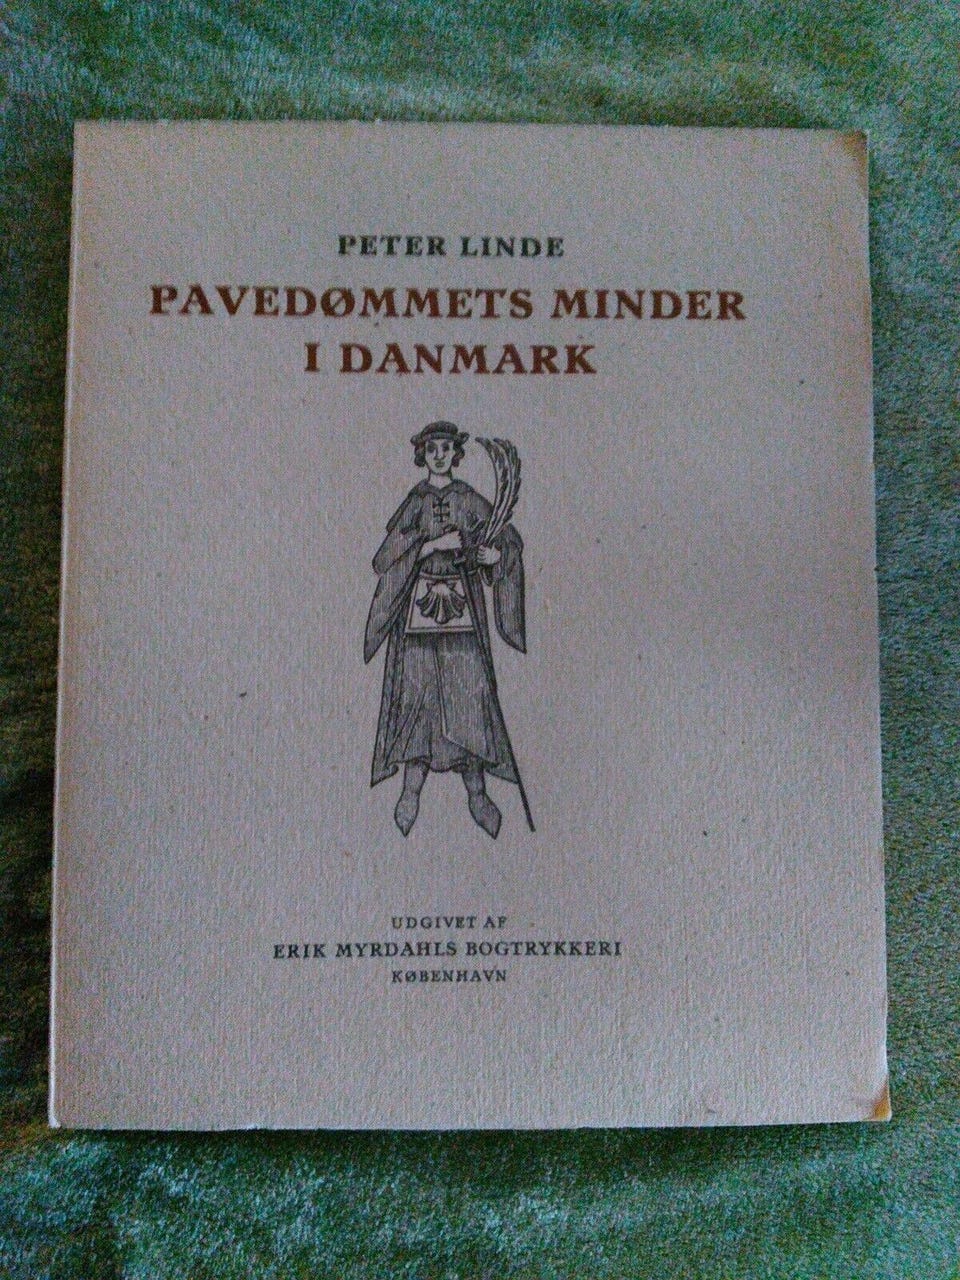 PETER LINDE
PAVEDØMMETS MINDER
I DANMARK
UDGIVET AF
ERIK MYRDAHLS BOGTRYKKERI
KØBENHAVN